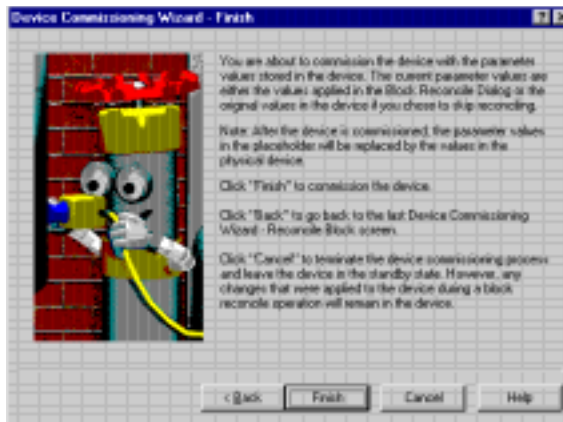 Device Commissioning Wizard - Finish
You are about to commission the device with the parameter
values stored in the device. The current parameter values are
either the values applied in the Block Reconcile Dialog or the
original values in the device if you chose to skip reconciling.
Note: After the device is commissioned, the parameter values
in the placeholder will be replaced by the values in the
physical device.
Click "Finish" to commission the device.
Click "Back" to go back to the last Device Commissioning
Wizard - Reconcile Block screen.
Click "Cancel" to terminate the device commissioning process
and leave the device in the standby state. However, any
changes that were applied to the device during a block
reconcile operation will remain in the device.
< Back
Finish
Cancel
Help